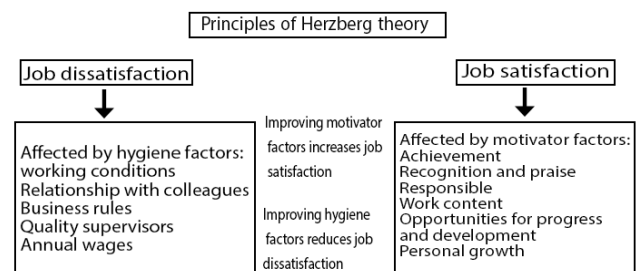 Principles of Herzberg theory
Job dissatisfaction
Job satisfaction
Affected by hygiene factors:
working conditions
Relationship with colleagues
Business rules
Quality supervisors
Annual wages
Improving motivator
factors increases job
satisfaction
Improving hygiene
factors reduces job
dissatisfaction
Affected by motivator factors:
Achievement
Recognition and praise
Responsible
Work content
Opportunities for progress
and development
Personal growth